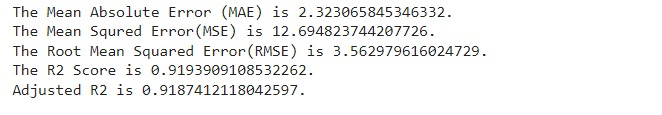 The Mean Absolute Error (MAE) is 2.323065845346332.
The Mean Squred Error(MSE) is 12.694823744207726.
The Root Mean Squared Error(RMSE) is 3.562979616024729.
The R2 Score is 0.9193909108532262.
Adjusted R2 is 0.9187412118042597.